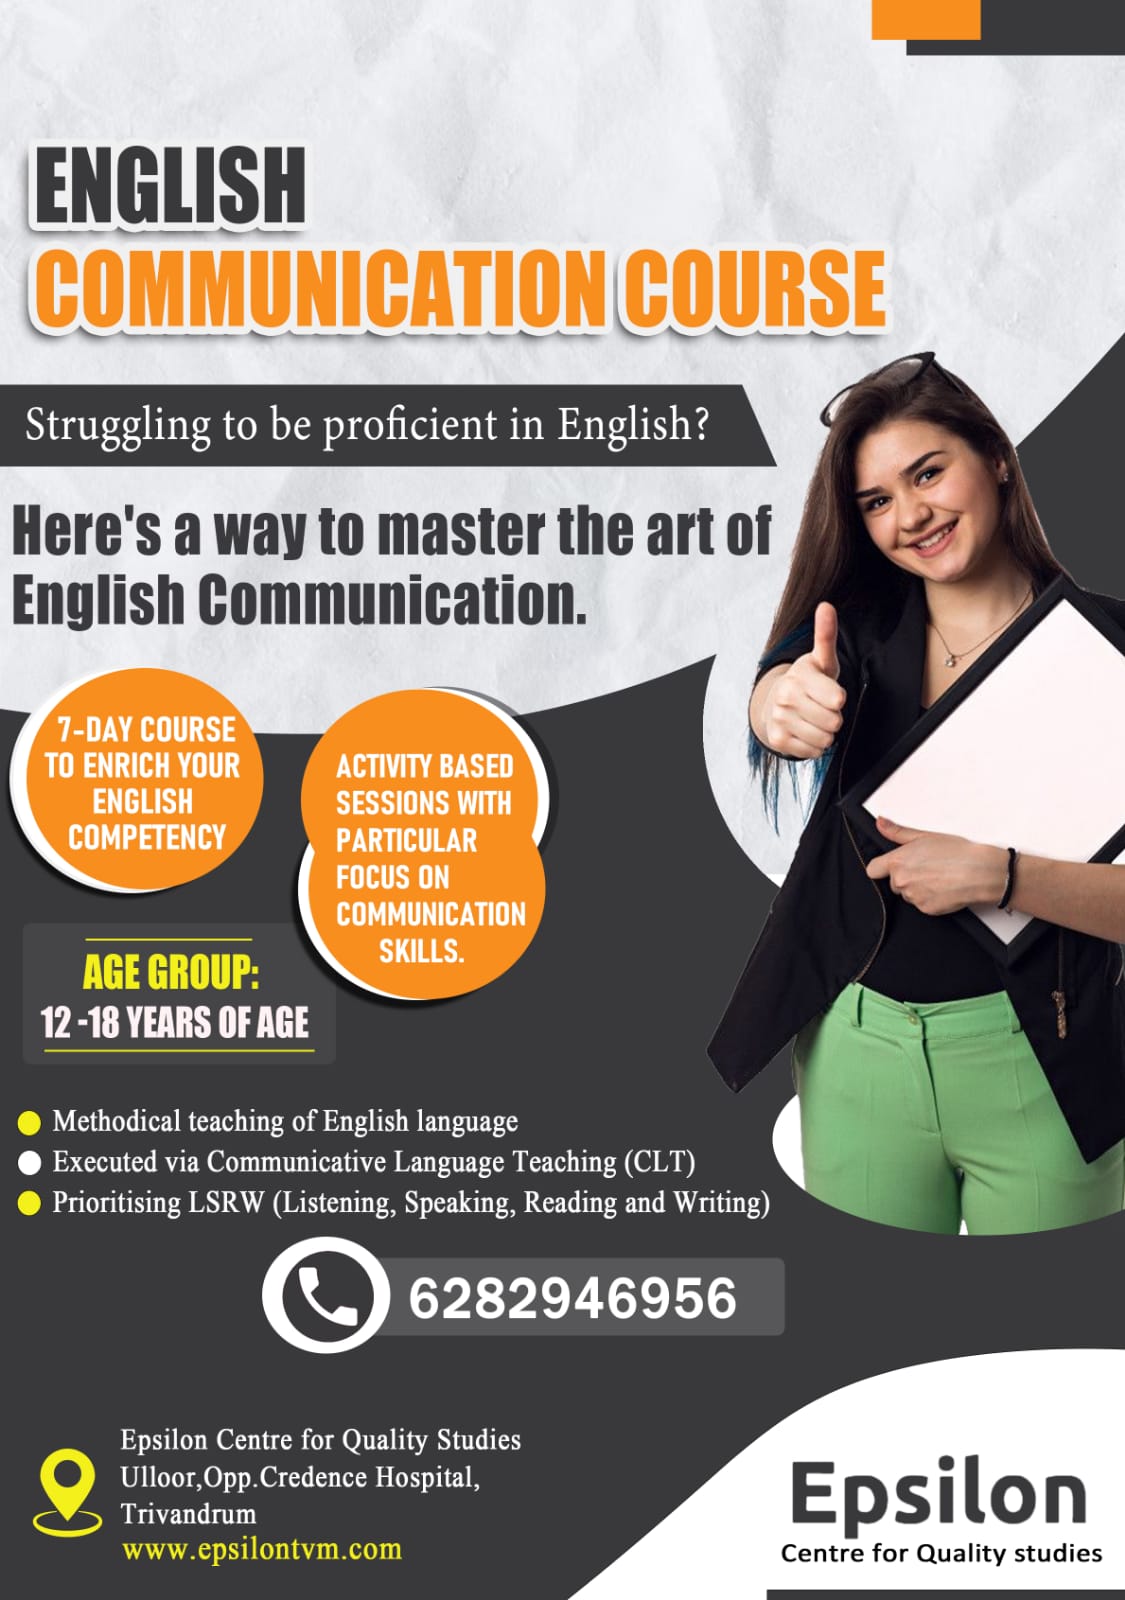 ENGLISH
COMMUNICATION COURSE
Struggling to be proficient in English?
Here's a way to master the art of
English Communication.
7-DAY COURSE
TO ENRICH YOUR
ENGLISH
COMPETENCY
ACTIVITY BASED
SESSIONS WITH
PARTICULAR
FOCUS ON
COMMUNICATION
SKILLS.
AGE GROUP:
12 -18 YEARS OF AGE
Methodical teaching of English language
Executed via Communicative Language Teaching (CLT)
Prioritising LSRW (Listening, Speaking, Reading and Writing)
6282946956
Epsilon Centre for Quality Studies
Ulloor,Opp.Credence Hospital,
Trivandrum
www.epsilontvm.com
Epsilon
Centre for Quality studies